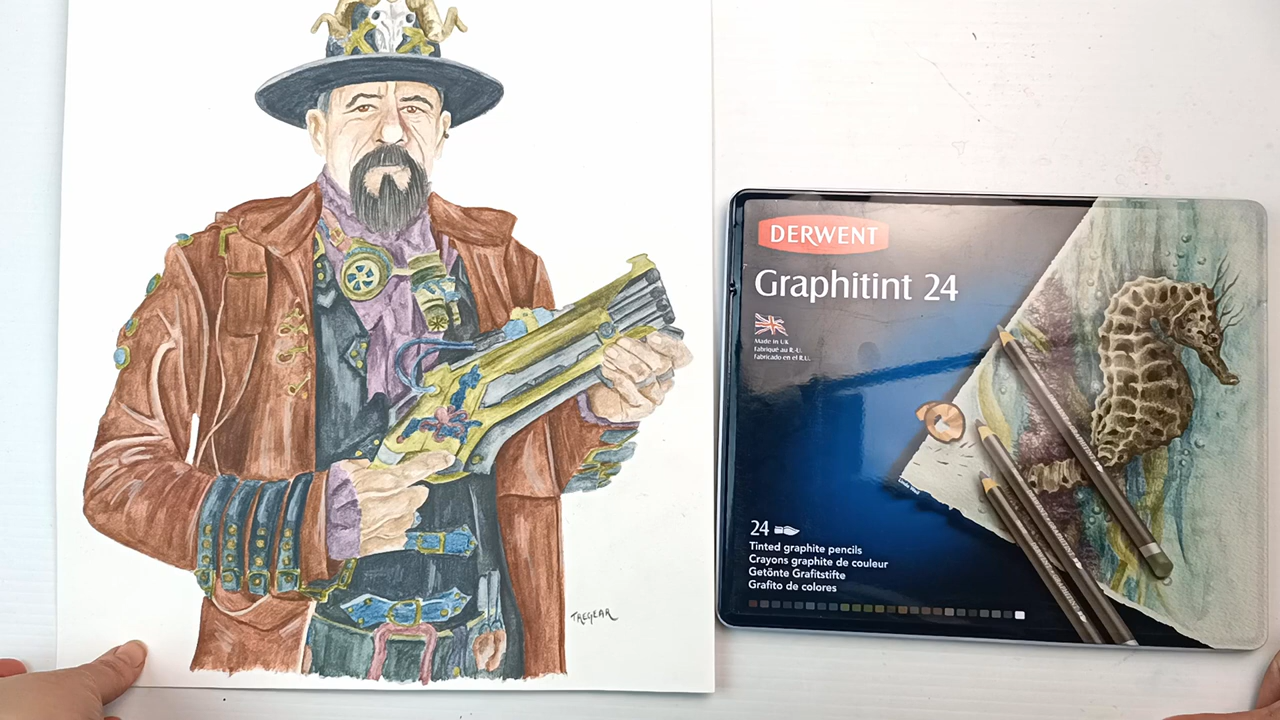 TREGEAR
DERWENT
Graphitint 24
Made in UK
Fabriqué au R.-U.
Fabricado en el R.U.
24
Tinted graphite pencils
Crayons graphite de couleur
Getönte Grafitstifte
Grafito de colores